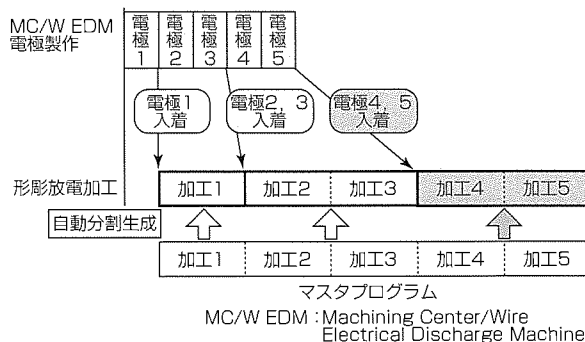 MC/W EDM
電極製作
電極1
電極2
電極3
電極4
電極5
電極1
入着
電極2, 3
入着
電極4, 5
入着
形彫放電加工
加工1
加工2
加工3
加工4
加工5
自動分割生成
加工1
加工2
加工3
加工4
加工5
マスタプログラム
MC/W EDM：Machining Center/Wire
Electrical Discharge Machine